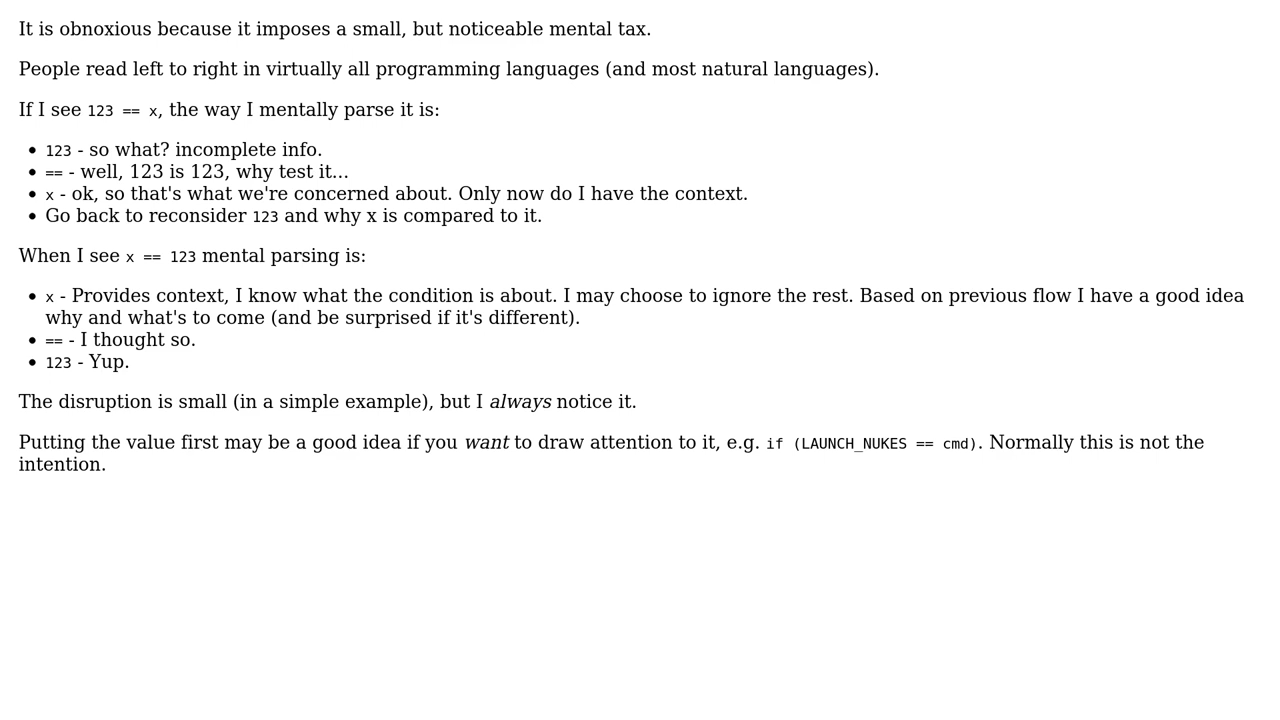 It is obnoxious because it imposes a small, but noticeable mental tax.
People read left to right in virtually all programming languages (and most natural languages).
If I see 123 == x, the way I mentally parse it is:
• 123 - so what? incomplete info.
• == - well, 123 is 123, why test it...
• x - ok, so that's what we're concerned about. Only now do I have the context.
• Go back to reconsider 123 and why x is compared to it.
When I see x == 123 mental parsing is:
• x - Provides context, I know what the condition is about. I may choose to ignore the rest. Based on previous flow I have a good idea
why and what's to come (and be surprised if it's different).
• == - I thought so.
• 123 - Yup.
The disruption is small (in a simple example), but I always notice it.
Putting the value first may be a good idea if you want to draw attention to it, e.g. if (LAUNCH_NUKES == cmd). Normally this is not the
intention.